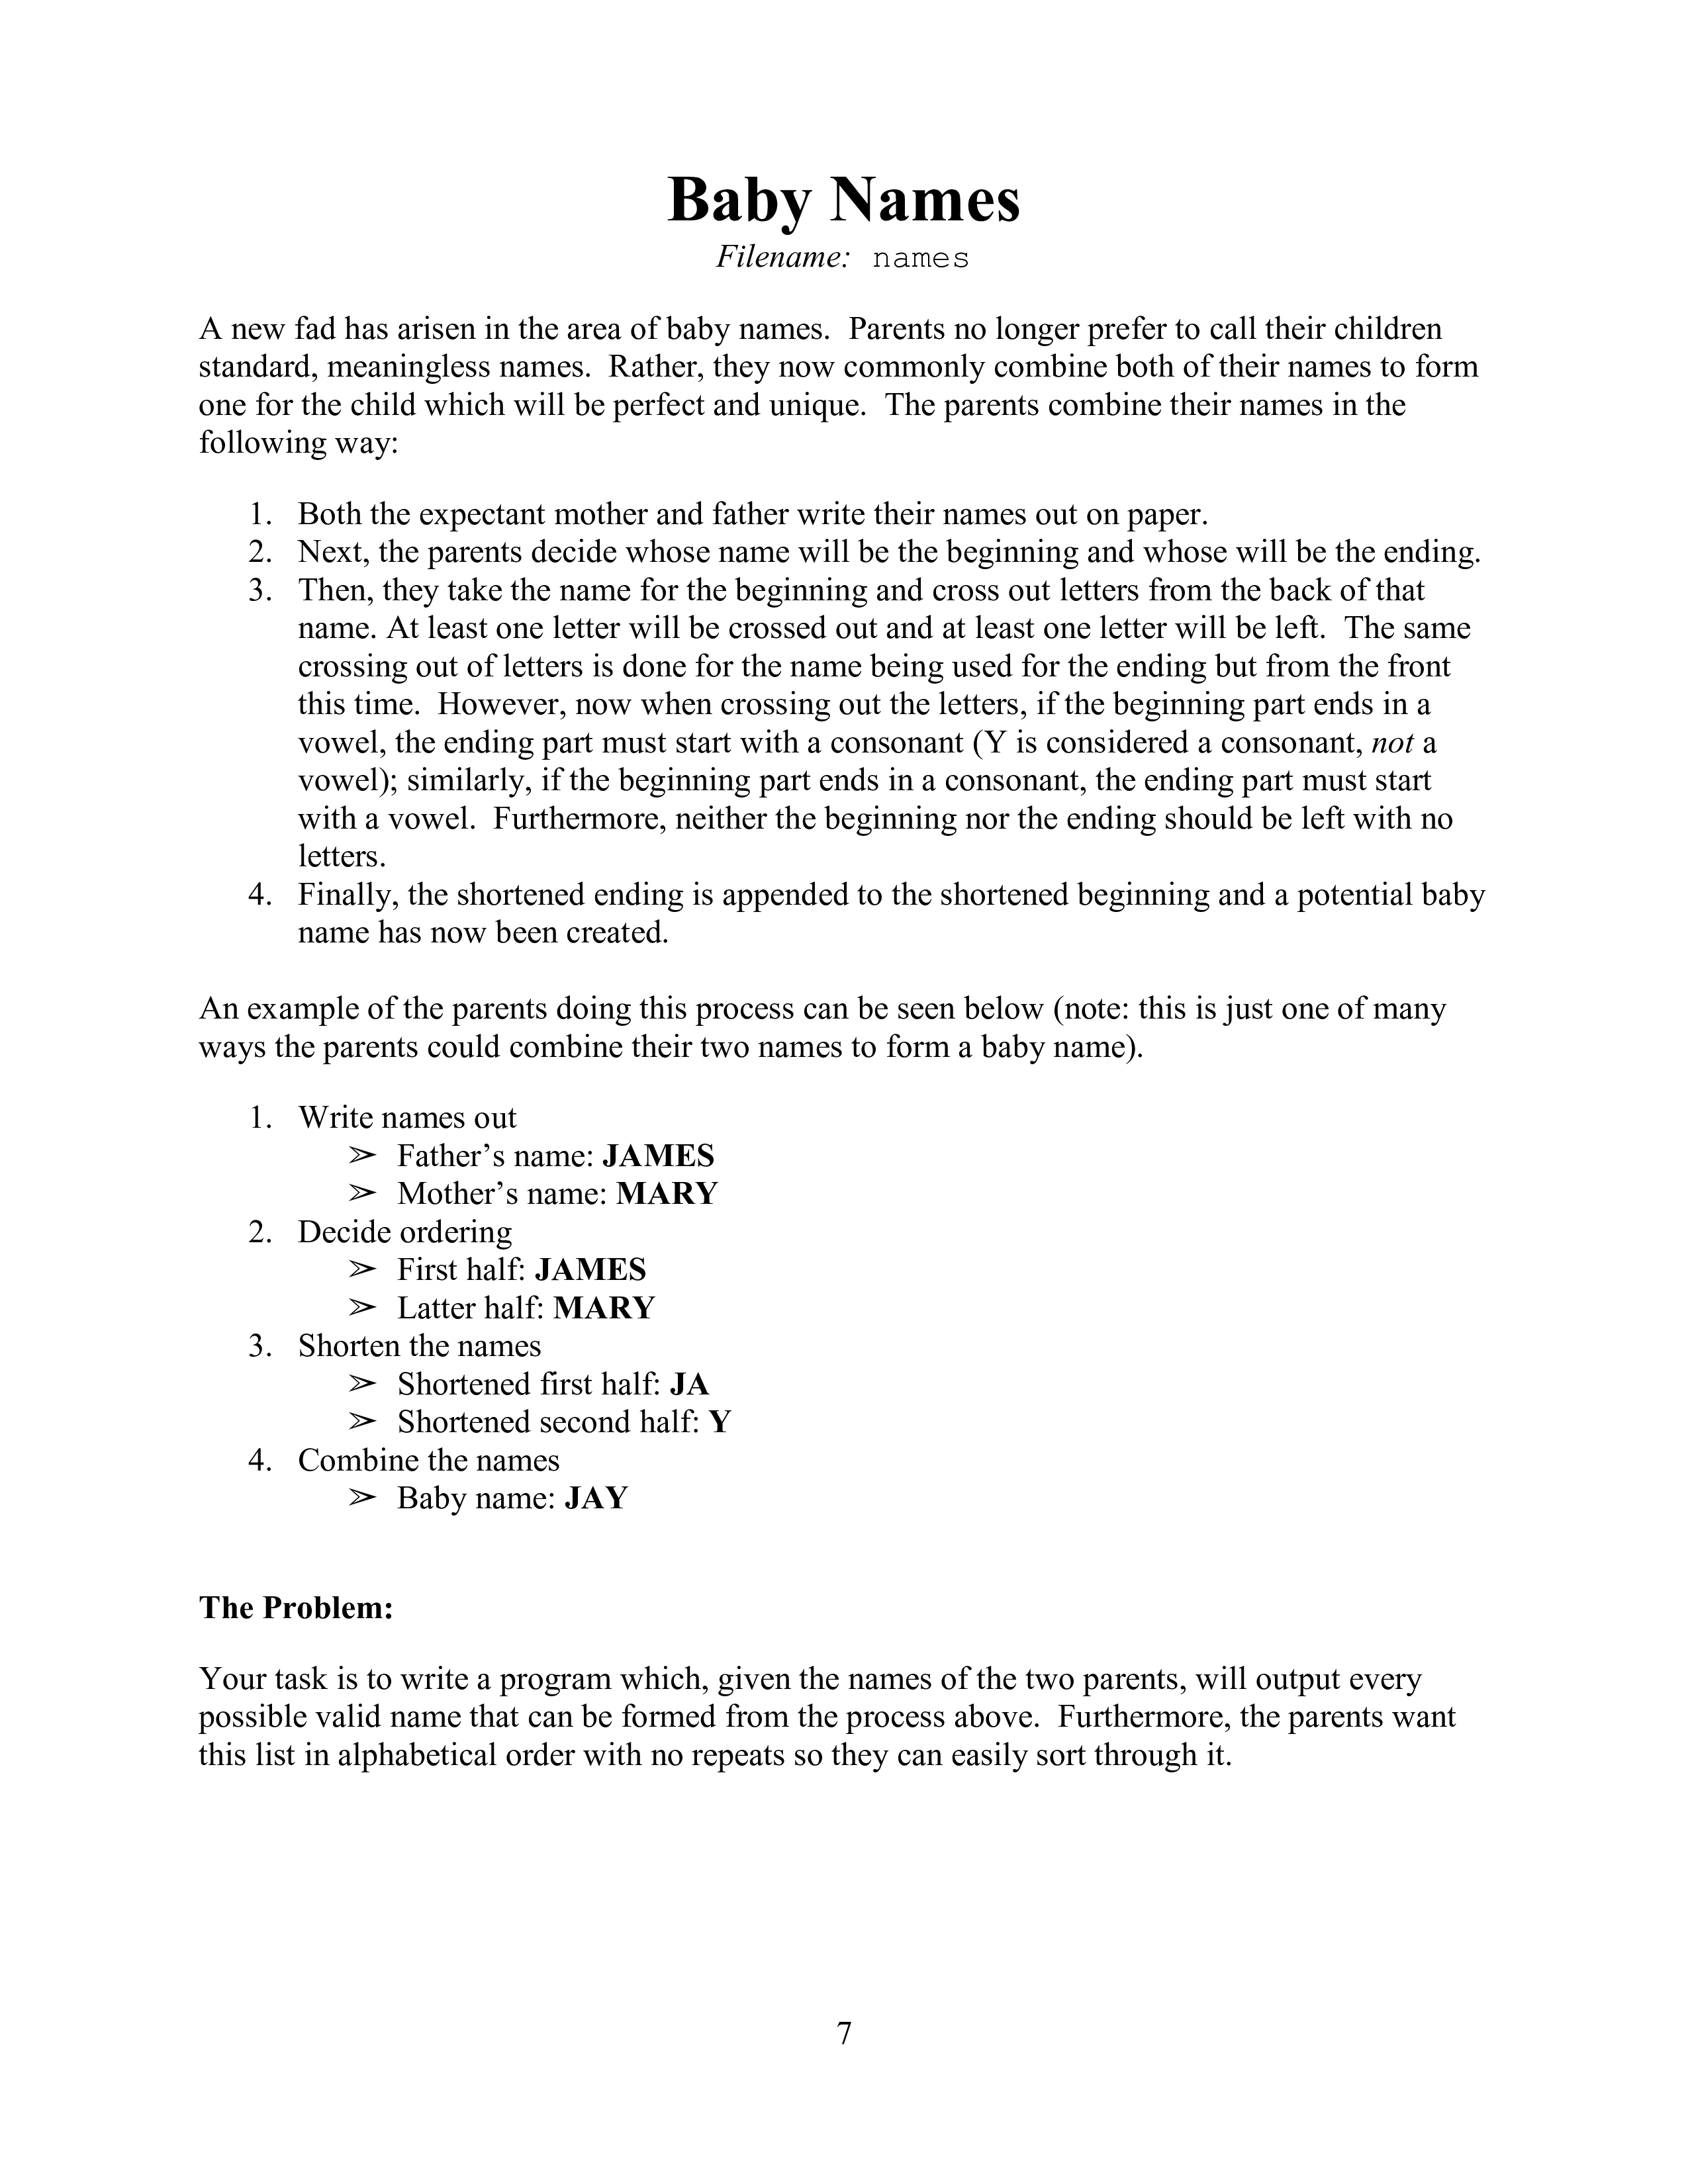 Baby Names
Filename: names
A new fad has arisen in the area of baby names. Parents no longer prefer to call their children
standard, meaningless names. Rather, they now commonly combine both of their names to form
one for the child which will be perfect and unique. The parents combine their names in the
following way:
1. Both the expectant mother and father write their names out on paper.
2. Next, the parents decide whose name will be the beginning and whose will be the ending.
3. Then, they take the name for the beginning and cross out letters from the back of that
name. At least one letter will be crossed out and at least one letter will be left. The same
crossing out of letters is done for the name being used for the ending but from the front
this time. However, now when crossing out the letters, if the beginning part ends in a
vowel, the ending part must start with a consonant (Y is considered a consonant, not a
vowel); similarly, if the beginning part ends in a consonant, the ending part must start
with a vowel. Furthermore, neither the beginning nor the ending should be left with no
letters.
4. Finally, the shortened ending is appended to the shortened beginning and a potential baby
name has now been created.
An example of the parents doing this process can be seen below (note: this is just one of many
ways the parents could combine their two names to form a baby name).
1. Write names out
➢ Father’s name: JAMES
➢ Mother’s name: MARY
2. Decide ordering
➢ First half: JAMES
➢ Latter half: MARY
3. Shorten the names
➢ Shortened first half: JA
➢ Shortened second half: Y
4. Combine the names
➢ Baby name: JAY
The Problem:
Your task is to write a program which, given the names of the two parents, will output every
possible valid name that can be formed from the process above. Furthermore, the parents want
this list in alphabetical order with no repeats so they can easily sort through it.
7